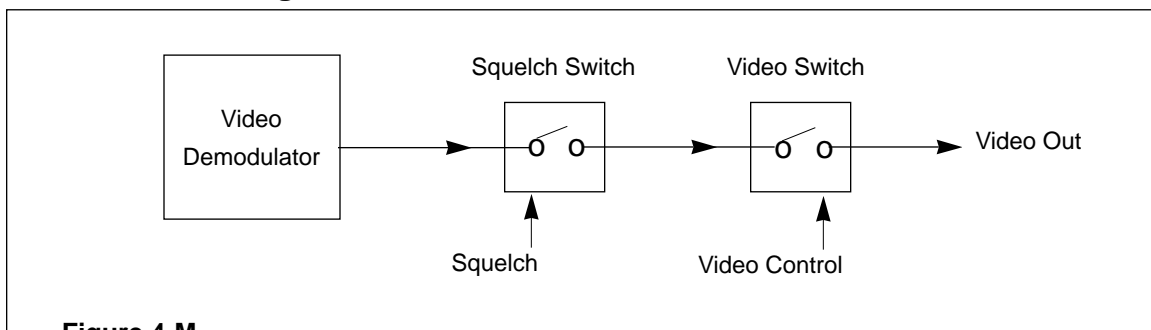 Squelch Switch
Video Switch
Video
Demodulator
Video Out
Squelch
Video Control
Figure 4-M